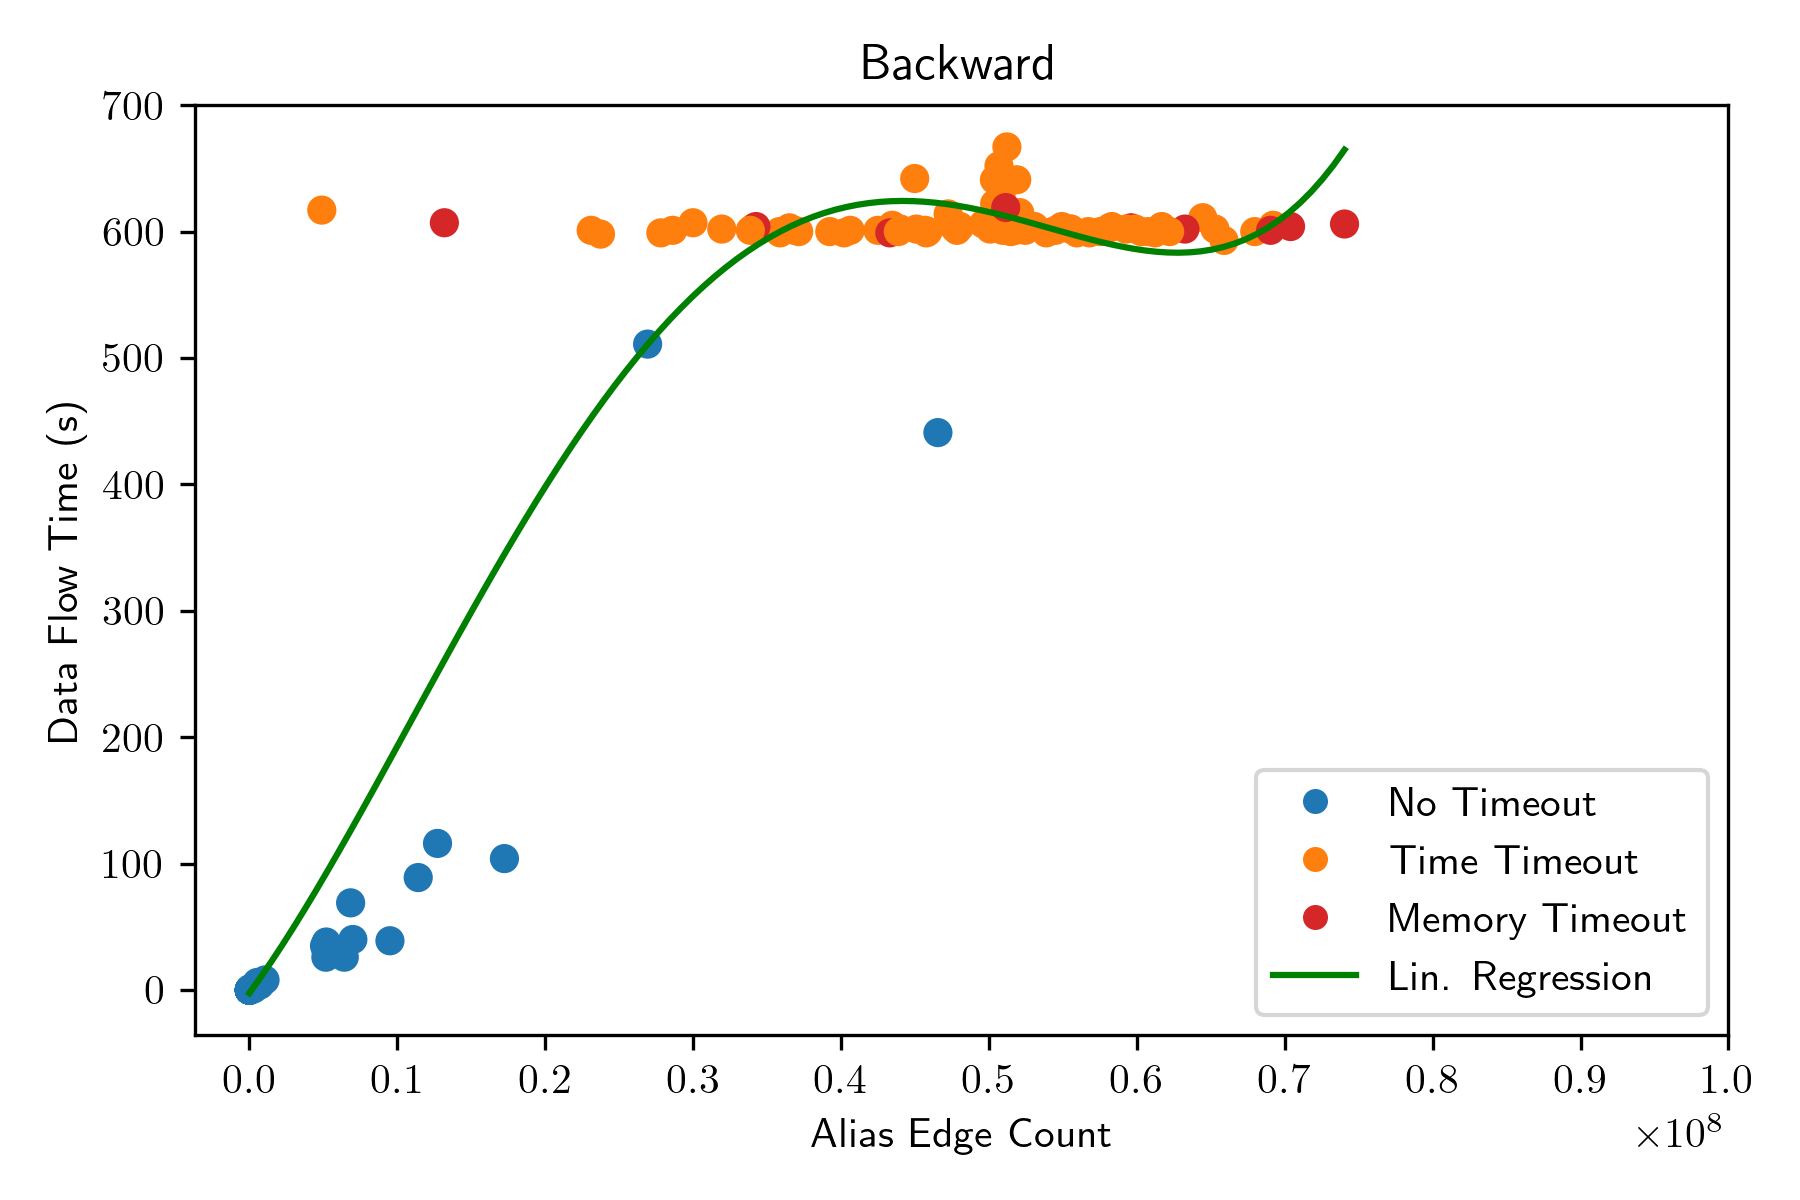 Backward
700
600
500
400
300
200
100
0
Data Flow Time (s)
0.0 0.1 0.2 0.3 0.4 0.5 0.6 0.7 0.8 0.9 1.0
Alias Edge Count
×10⁸
No Timeout
Time Timeout
Memory Timeout
Lin. Regression